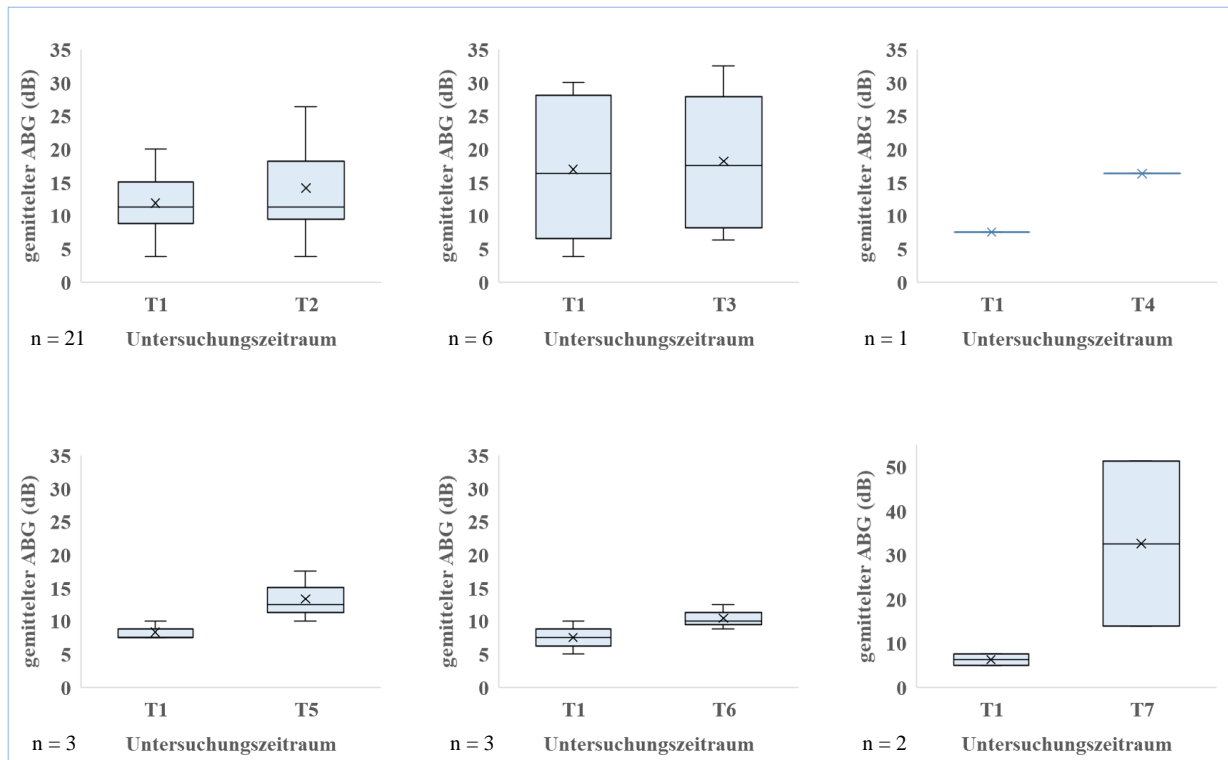 35
30
25
20
15
10
5
0
gemittelter ABG (dB)
T1 T2
n = 21 Untersuchungszeitraum
35
30
25
20
15
10
5
0
gemittelter ABG (dB)
T1 T3
n = 6 Untersuchungszeitraum
35
30
25
20
15
10
5
0
gemittelter ABG (dB)
T1 T4
n = 1 Untersuchungszeitraum
35
30
25
20
15
10
5
0
gemittelter ABG (dB)
T1 T5
n = 3 Untersuchungszeitraum
35
30
25
20
15
10
5
0
gemittelter ABG (dB)
T1 T6
n = 3 Untersuchungszeitraum
50
40
30
20
10
0
gemittelter ABG (dB)
T1 T7
n = 2 Untersuchungszeitraum